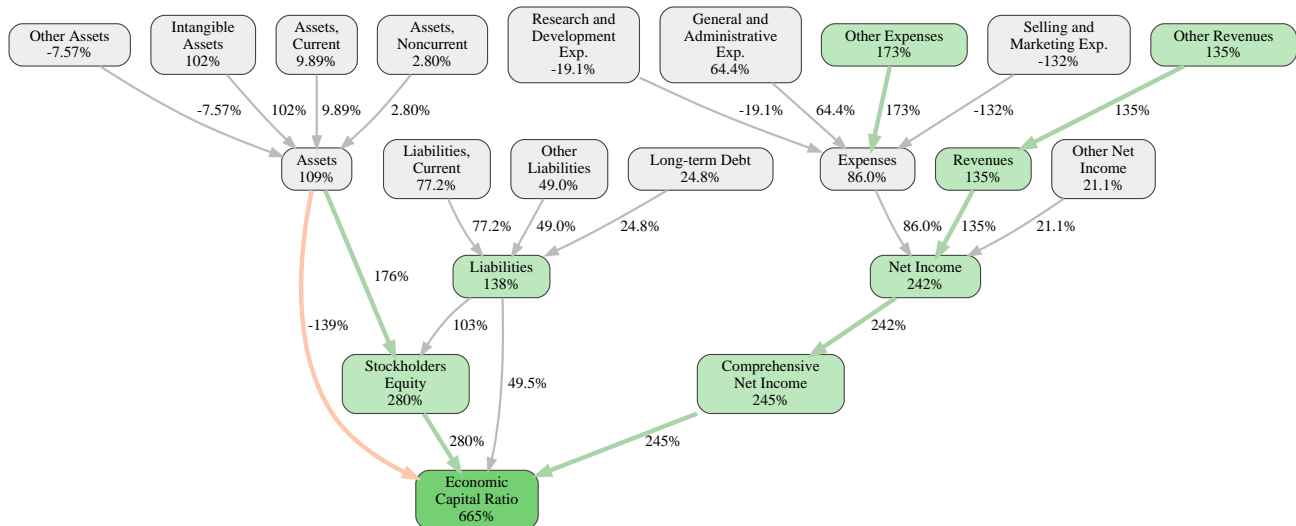 Other Assets
-7.57%
Intangible
Assets
102%
Assets,
Current
9.89%
Assets,
Noncurrent
2.80%
Research and
Development
Exp.
-19.1%
General and
Administrative
Exp.
64.4%
Other Expenses
173%
Selling and
Marketing Exp.
-132%
Other Revenues
135%
-7.57%
102%
9.89%
2.80%
-19.1%
64.4%
173%
-132%
135%
Assets
109%
Liabilities,
Current
77.2%
Other
Liabilities
49.0%
Long-term Debt
24.8%
Expenses
86.0%
Revenues
135%
Other Net
Income
21.1%
77.2%
49.0%
24.8%
86.0%
135%
21.1%
176%
Liabilities
138%
Net Income
242%
-139%
103%
242%
Stockholders
Equity
280%
49.5%
Comprehensive
Net Income
245%
280%
245%
Economic
Capital Ratio
665%